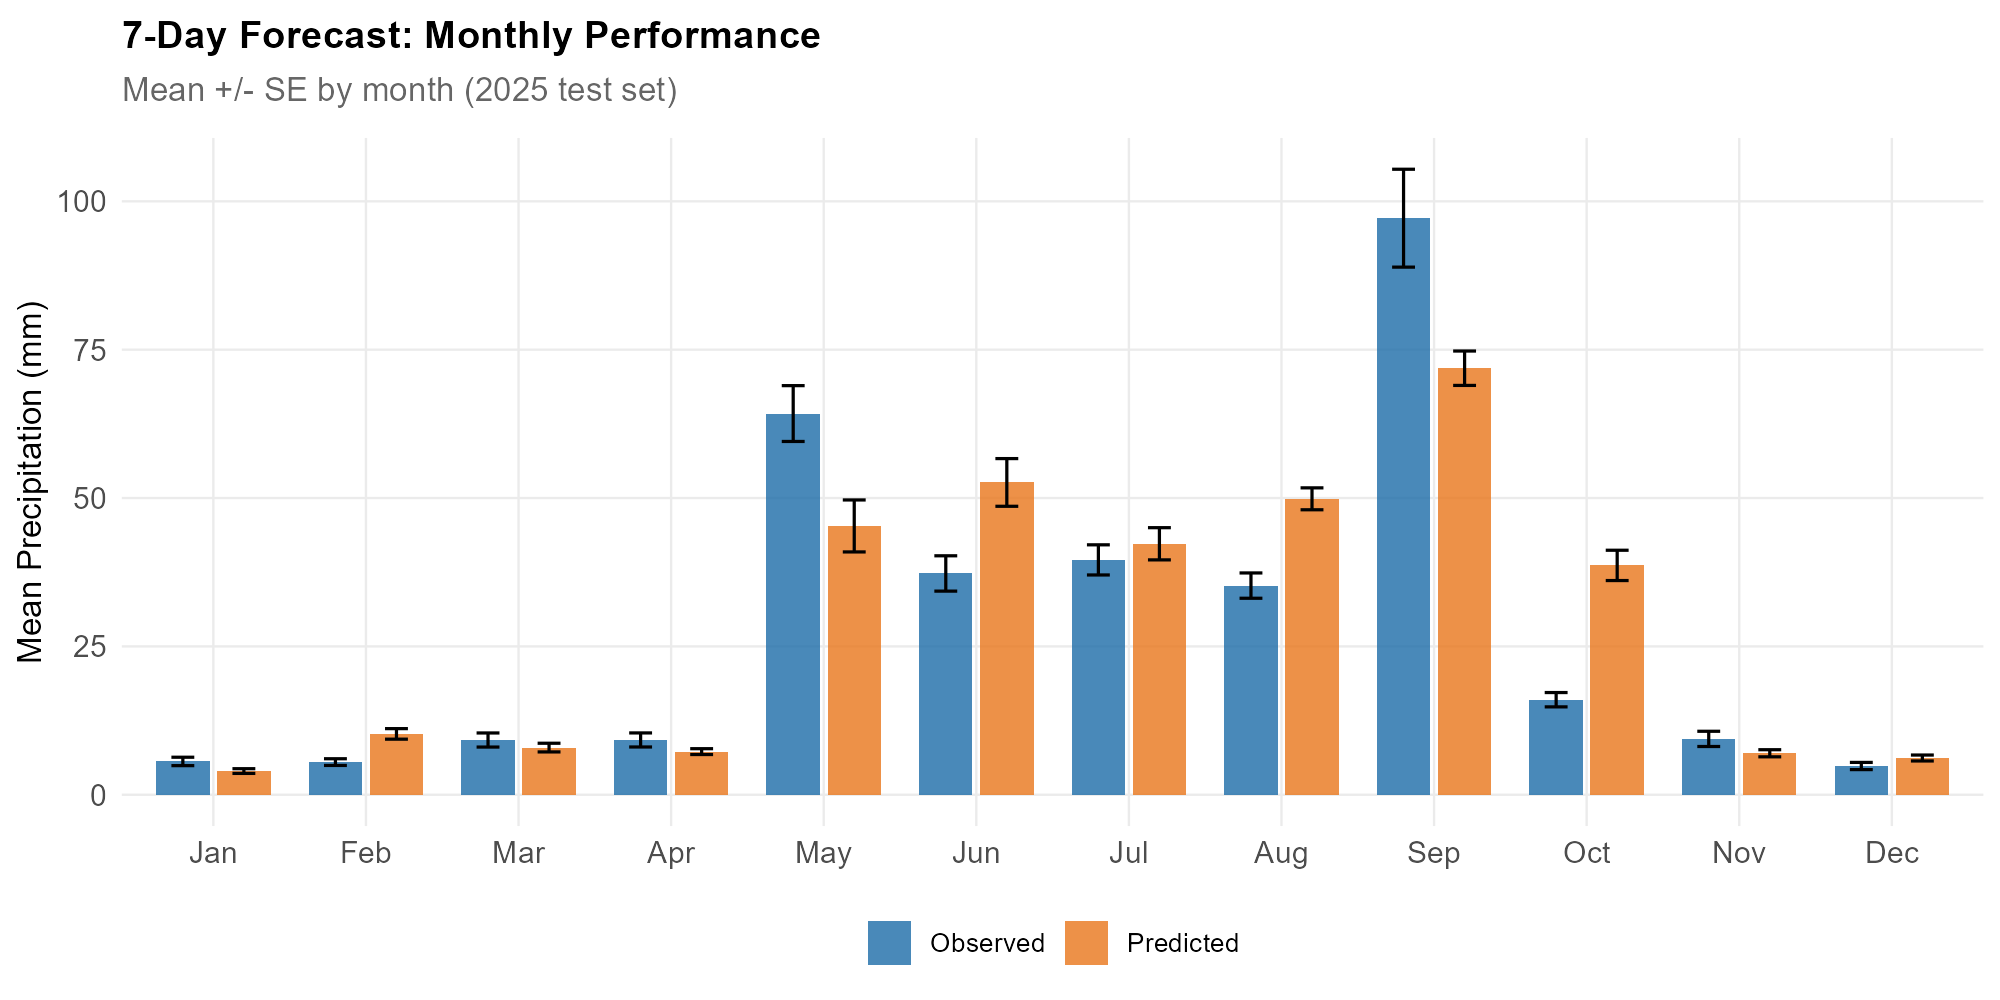 7-Day Forecast: Monthly Performance
Mean +/- SE by month (2025 test set)
Mean Precipitation (mm)
100
75
50
25
0
Jan Feb Mar Apr May Jun Jul Aug Sep Oct Nov Dec
Observed Predicted